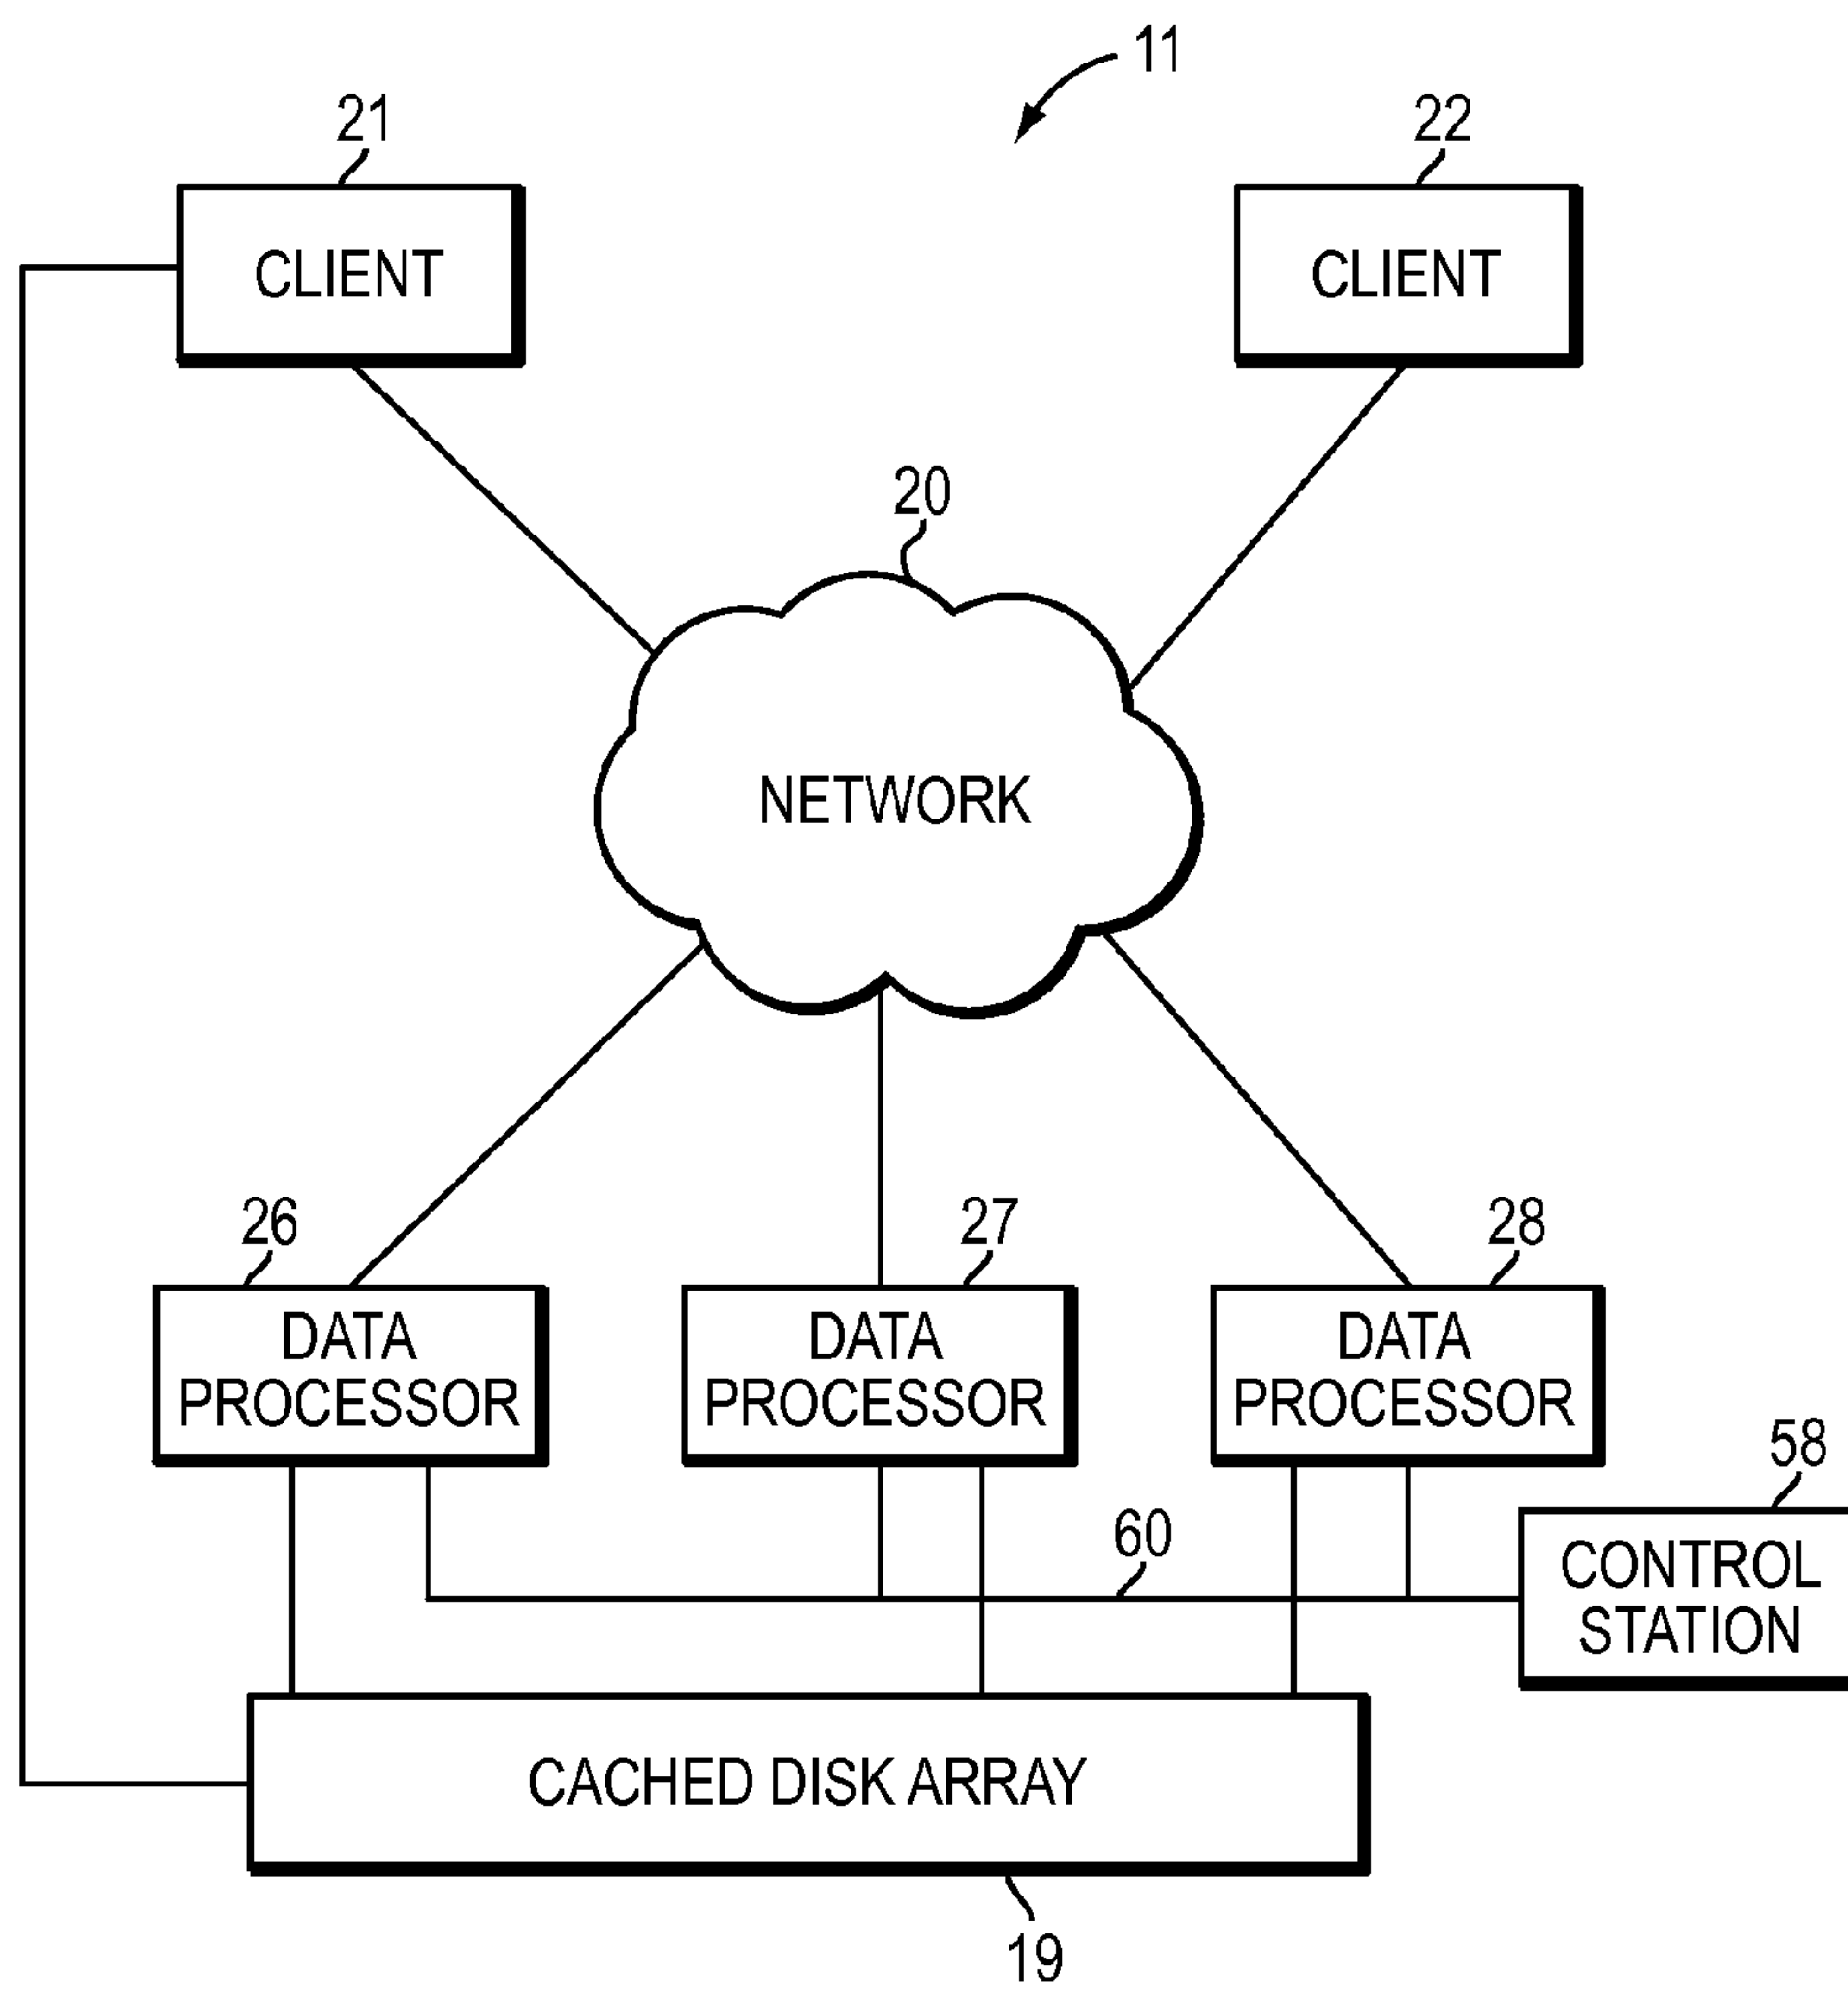 11
21
22
CLIENT
CLIENT
20
NETWORK
26
27
28
DATA
PROCESSOR
DATA
PROCESSOR
DATA
PROCESSOR
58
60
CONTROL
STATION
CACHED DISK ARRAY
19